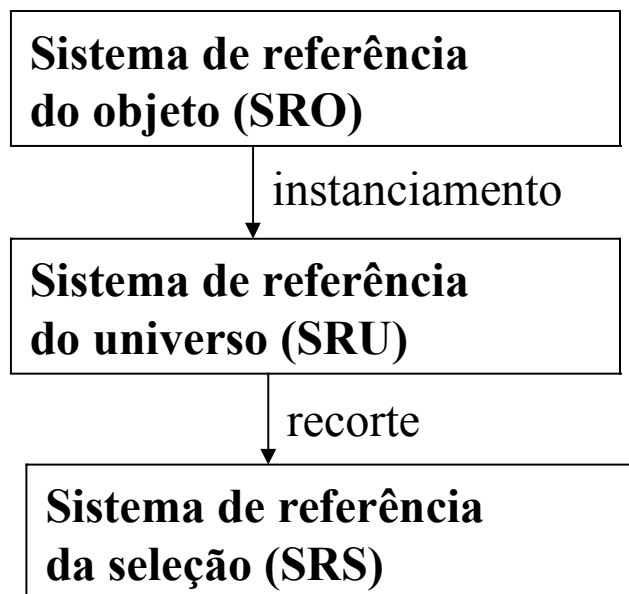 Sistema de referência
do objeto (SRO)
instanciamento
Sistema de referência
do universo (SRU)
recorte
Sistema de referência
da seleção (SRS)